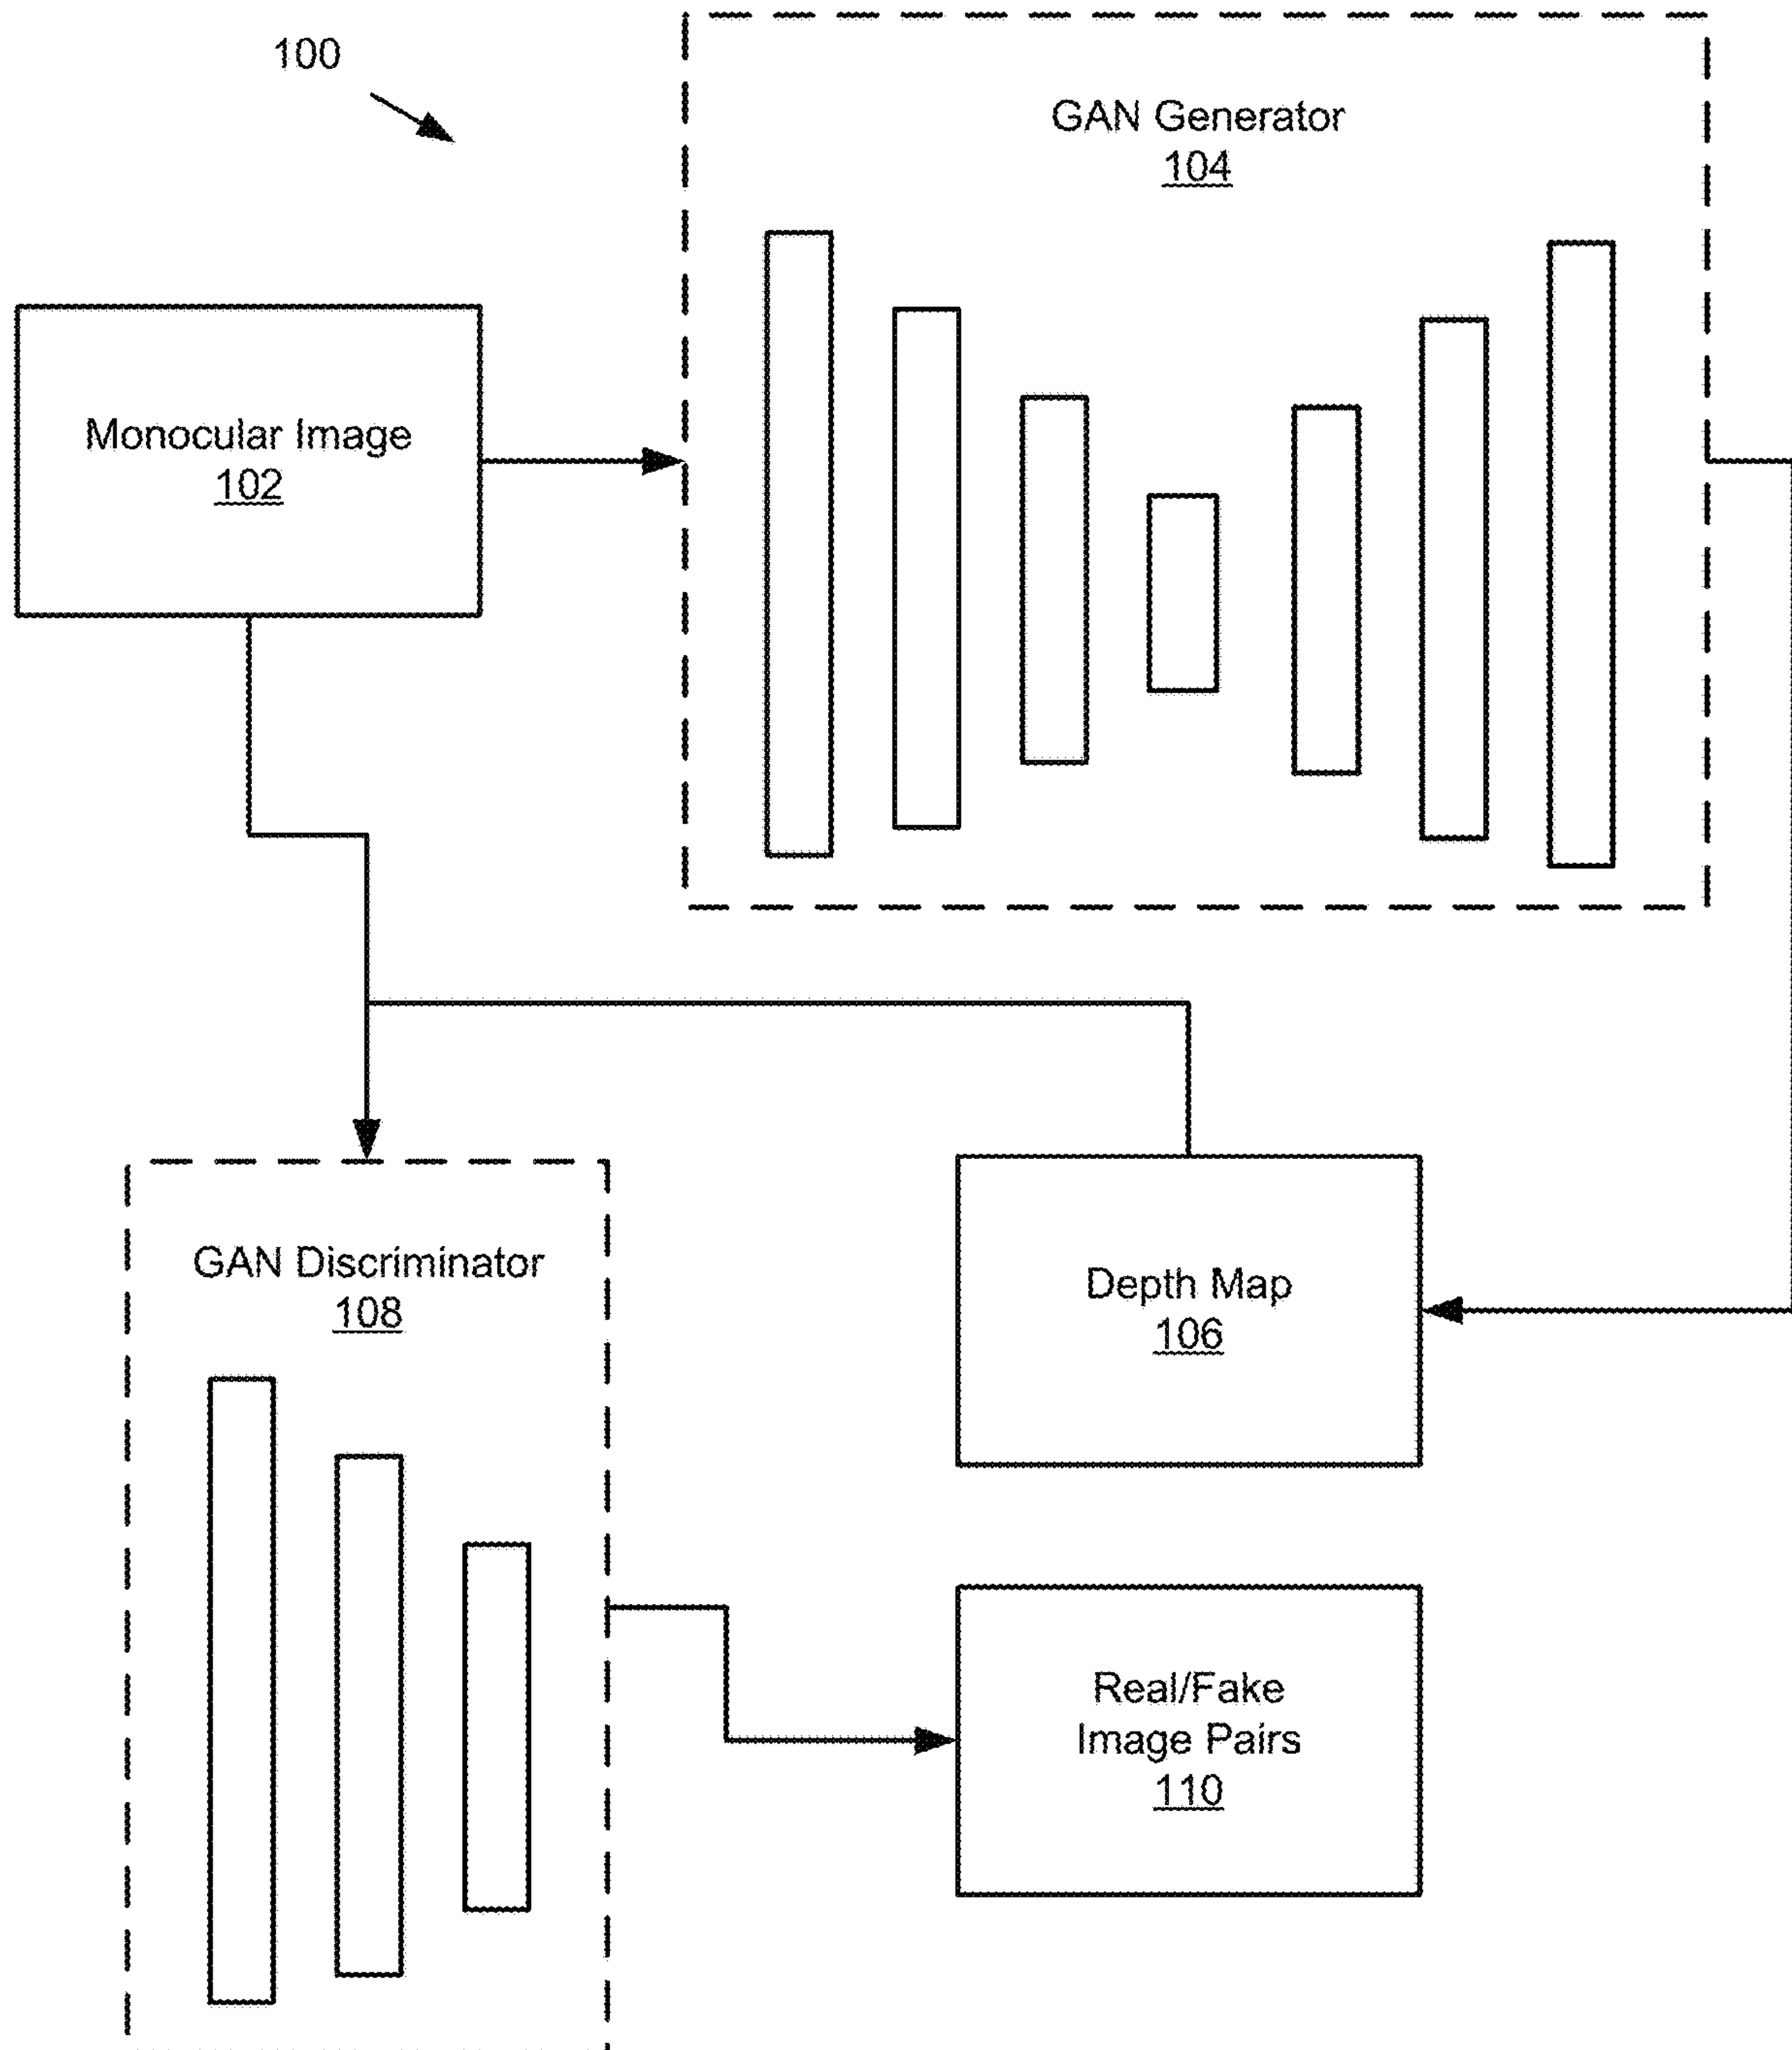 100
GAN Generator
104
Monocular Image
102
GAN Discriminator
108
Depth Map
106
Real/Fake
Image Pairs
110